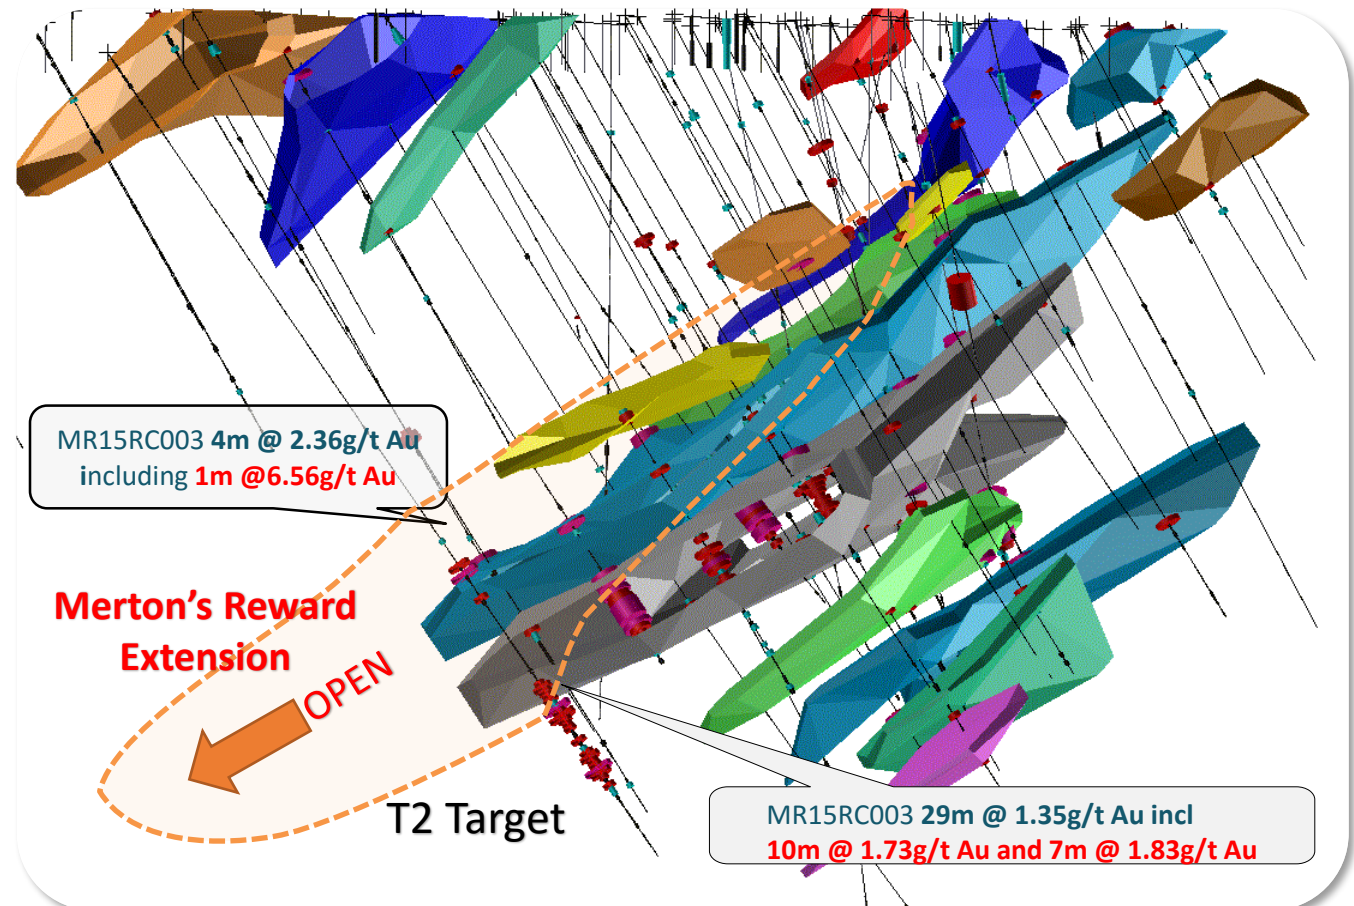 MR15RC003 4m @ 2.36g/t Au
including 1m @6.56g/t Au
Merton's Reward
Extension
OPEN
T2 Target
MR15RC003 29m @ 1.35g/t Au incl
10m @ 1.73g/t Au and 7m @ 1.83g/t Au